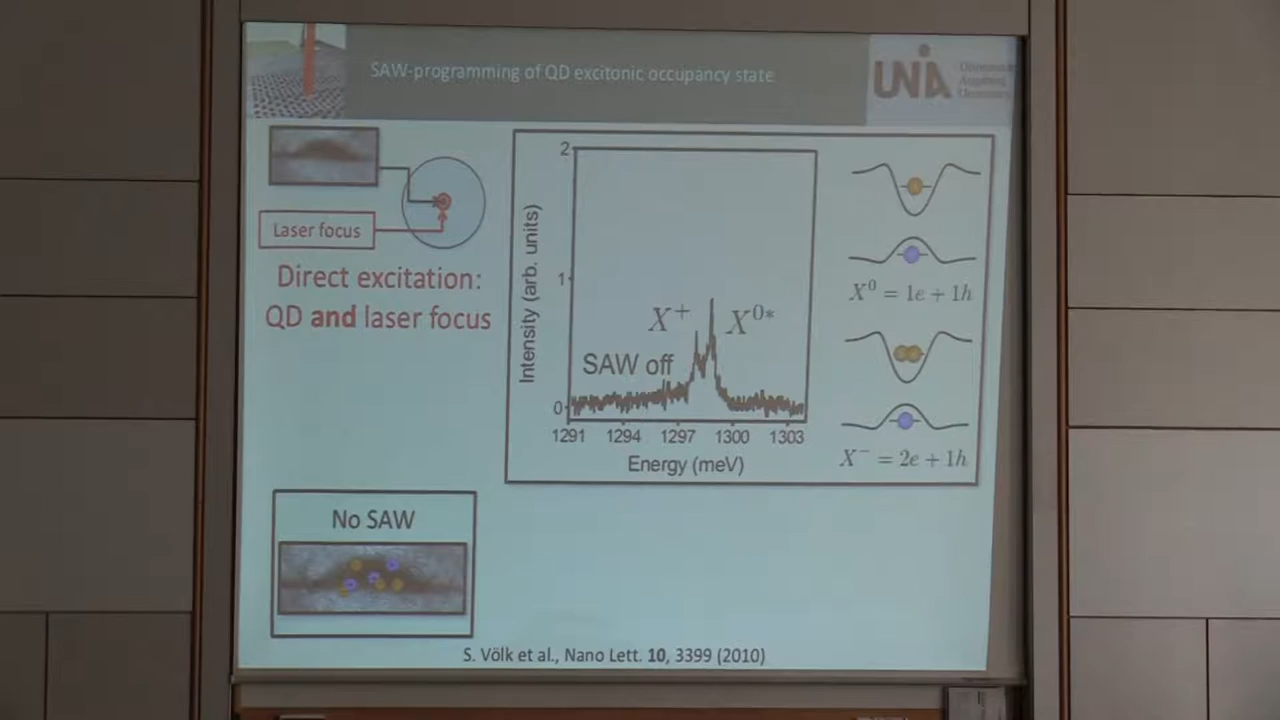 SAW-programming of QD excitonic occupancy state
UNA
Laser focus
Direct excitation:
QD and laser focus
2
1
0
Intensity (arb. units)
X⁺
X⁰*
SAW off
1291 1294 1297 1300 1303
Energy (meV)
X⁰ = 1e + 1h
X⁻ = 2e + 1h
No SAW
S. Völk et al., Nano Lett. 10, 3399 (2010)